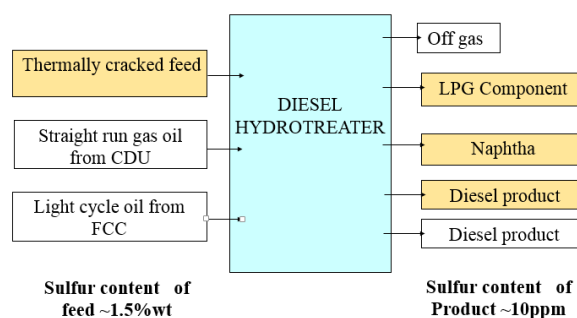 Thermally cracked feed
Straight run gas oil
from CDU
Light cycle oil from
FCC
Sulfur content of
feed ~1.5%wt
DIESEL
HYDROTREATER
Off gas
LPG Component
Naphtha
Diesel product
Diesel product
Sulfur content of
Product ~10ppm